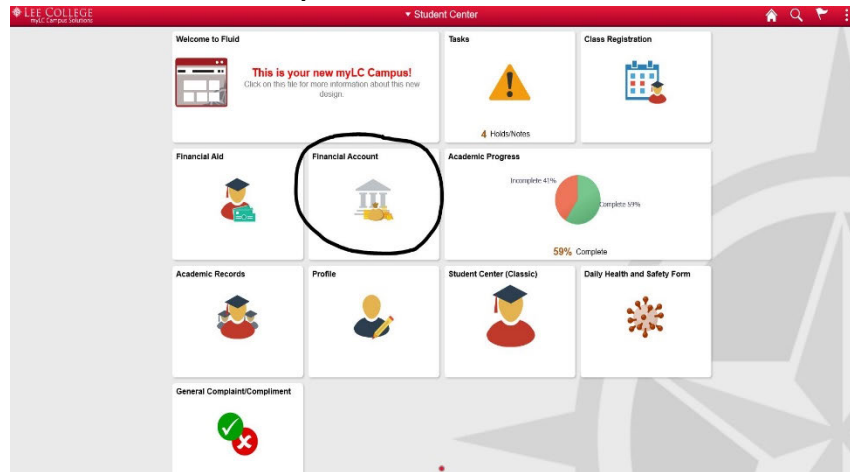 LEE COLLEGE
myLC Campus Solutions
Student Center
Welcome to Fluid
This is your new myLC Campus!
Click on this tile for more information about this new
design.
Tasks
4 Holds/Notes
Class Registration
Financial Aid
Financial Account
Academic Progress
Incomplete 41%
Complete 59%
59% Complete
Academic Records
Profile
Student Center (Classic)
Daily Health and Safety Form
General Complaint/Compliment